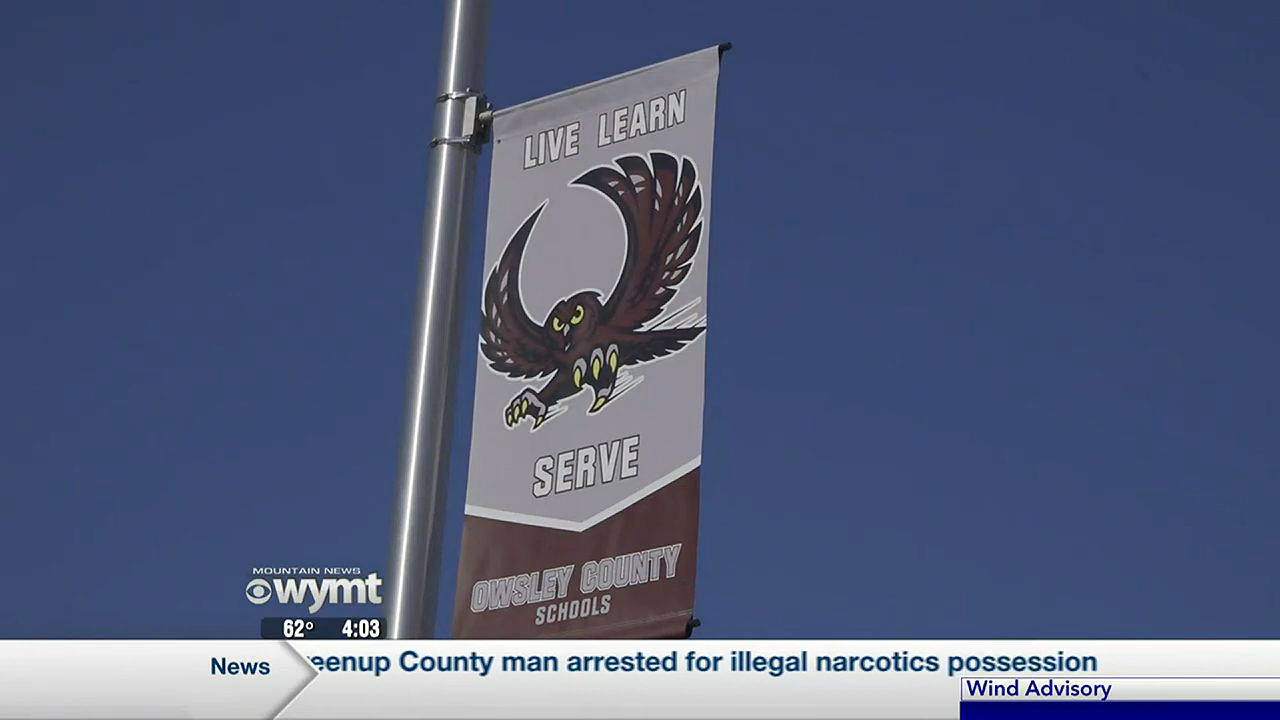 LIVE LEARN
SERVE
OWSLEY COUNTY
SCHOOLS
MOUNTAIN NEWS
wymt
62° 4:03
News
eenup County man arrested for illegal narcotics possession
Wind Advisory